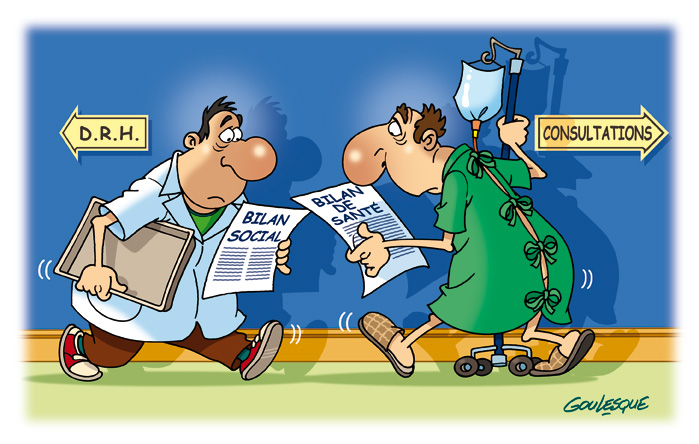 D.R.H.
CONSULTATIONS
BILAN
SOCIAL
BILAN
DE
SANTÉ
GOULESQUE